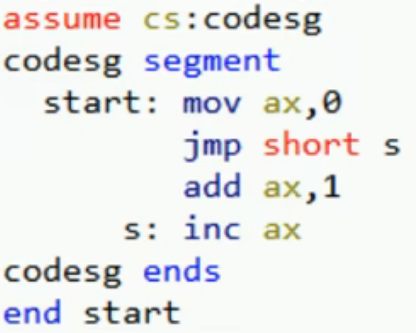 assume cs:codesg
codesg segment
start: mov ax,0
jmp short s
add ax,1
s: inc ax
codesg ends
end start